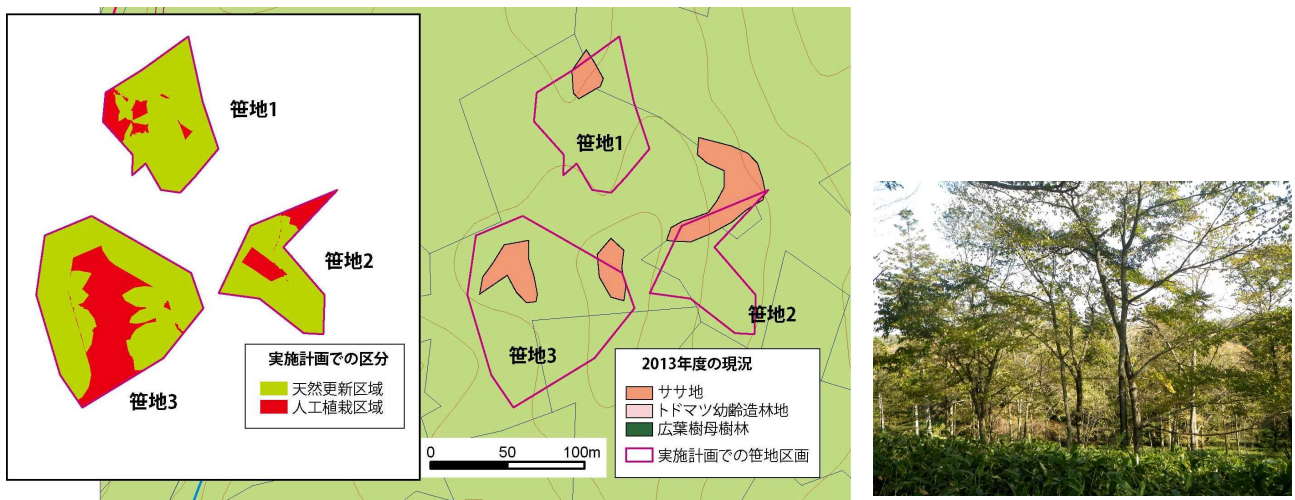 笹地1
笹地2
笹地3
実施計画での区分
天然更新区域
人工植栽区域
笹地1
笹地2
笹地3
2013年度の現況
ササ地
トドマツ幼齢造林地
広葉樹母樹林
実施計画での笹地区画
0 50 100m